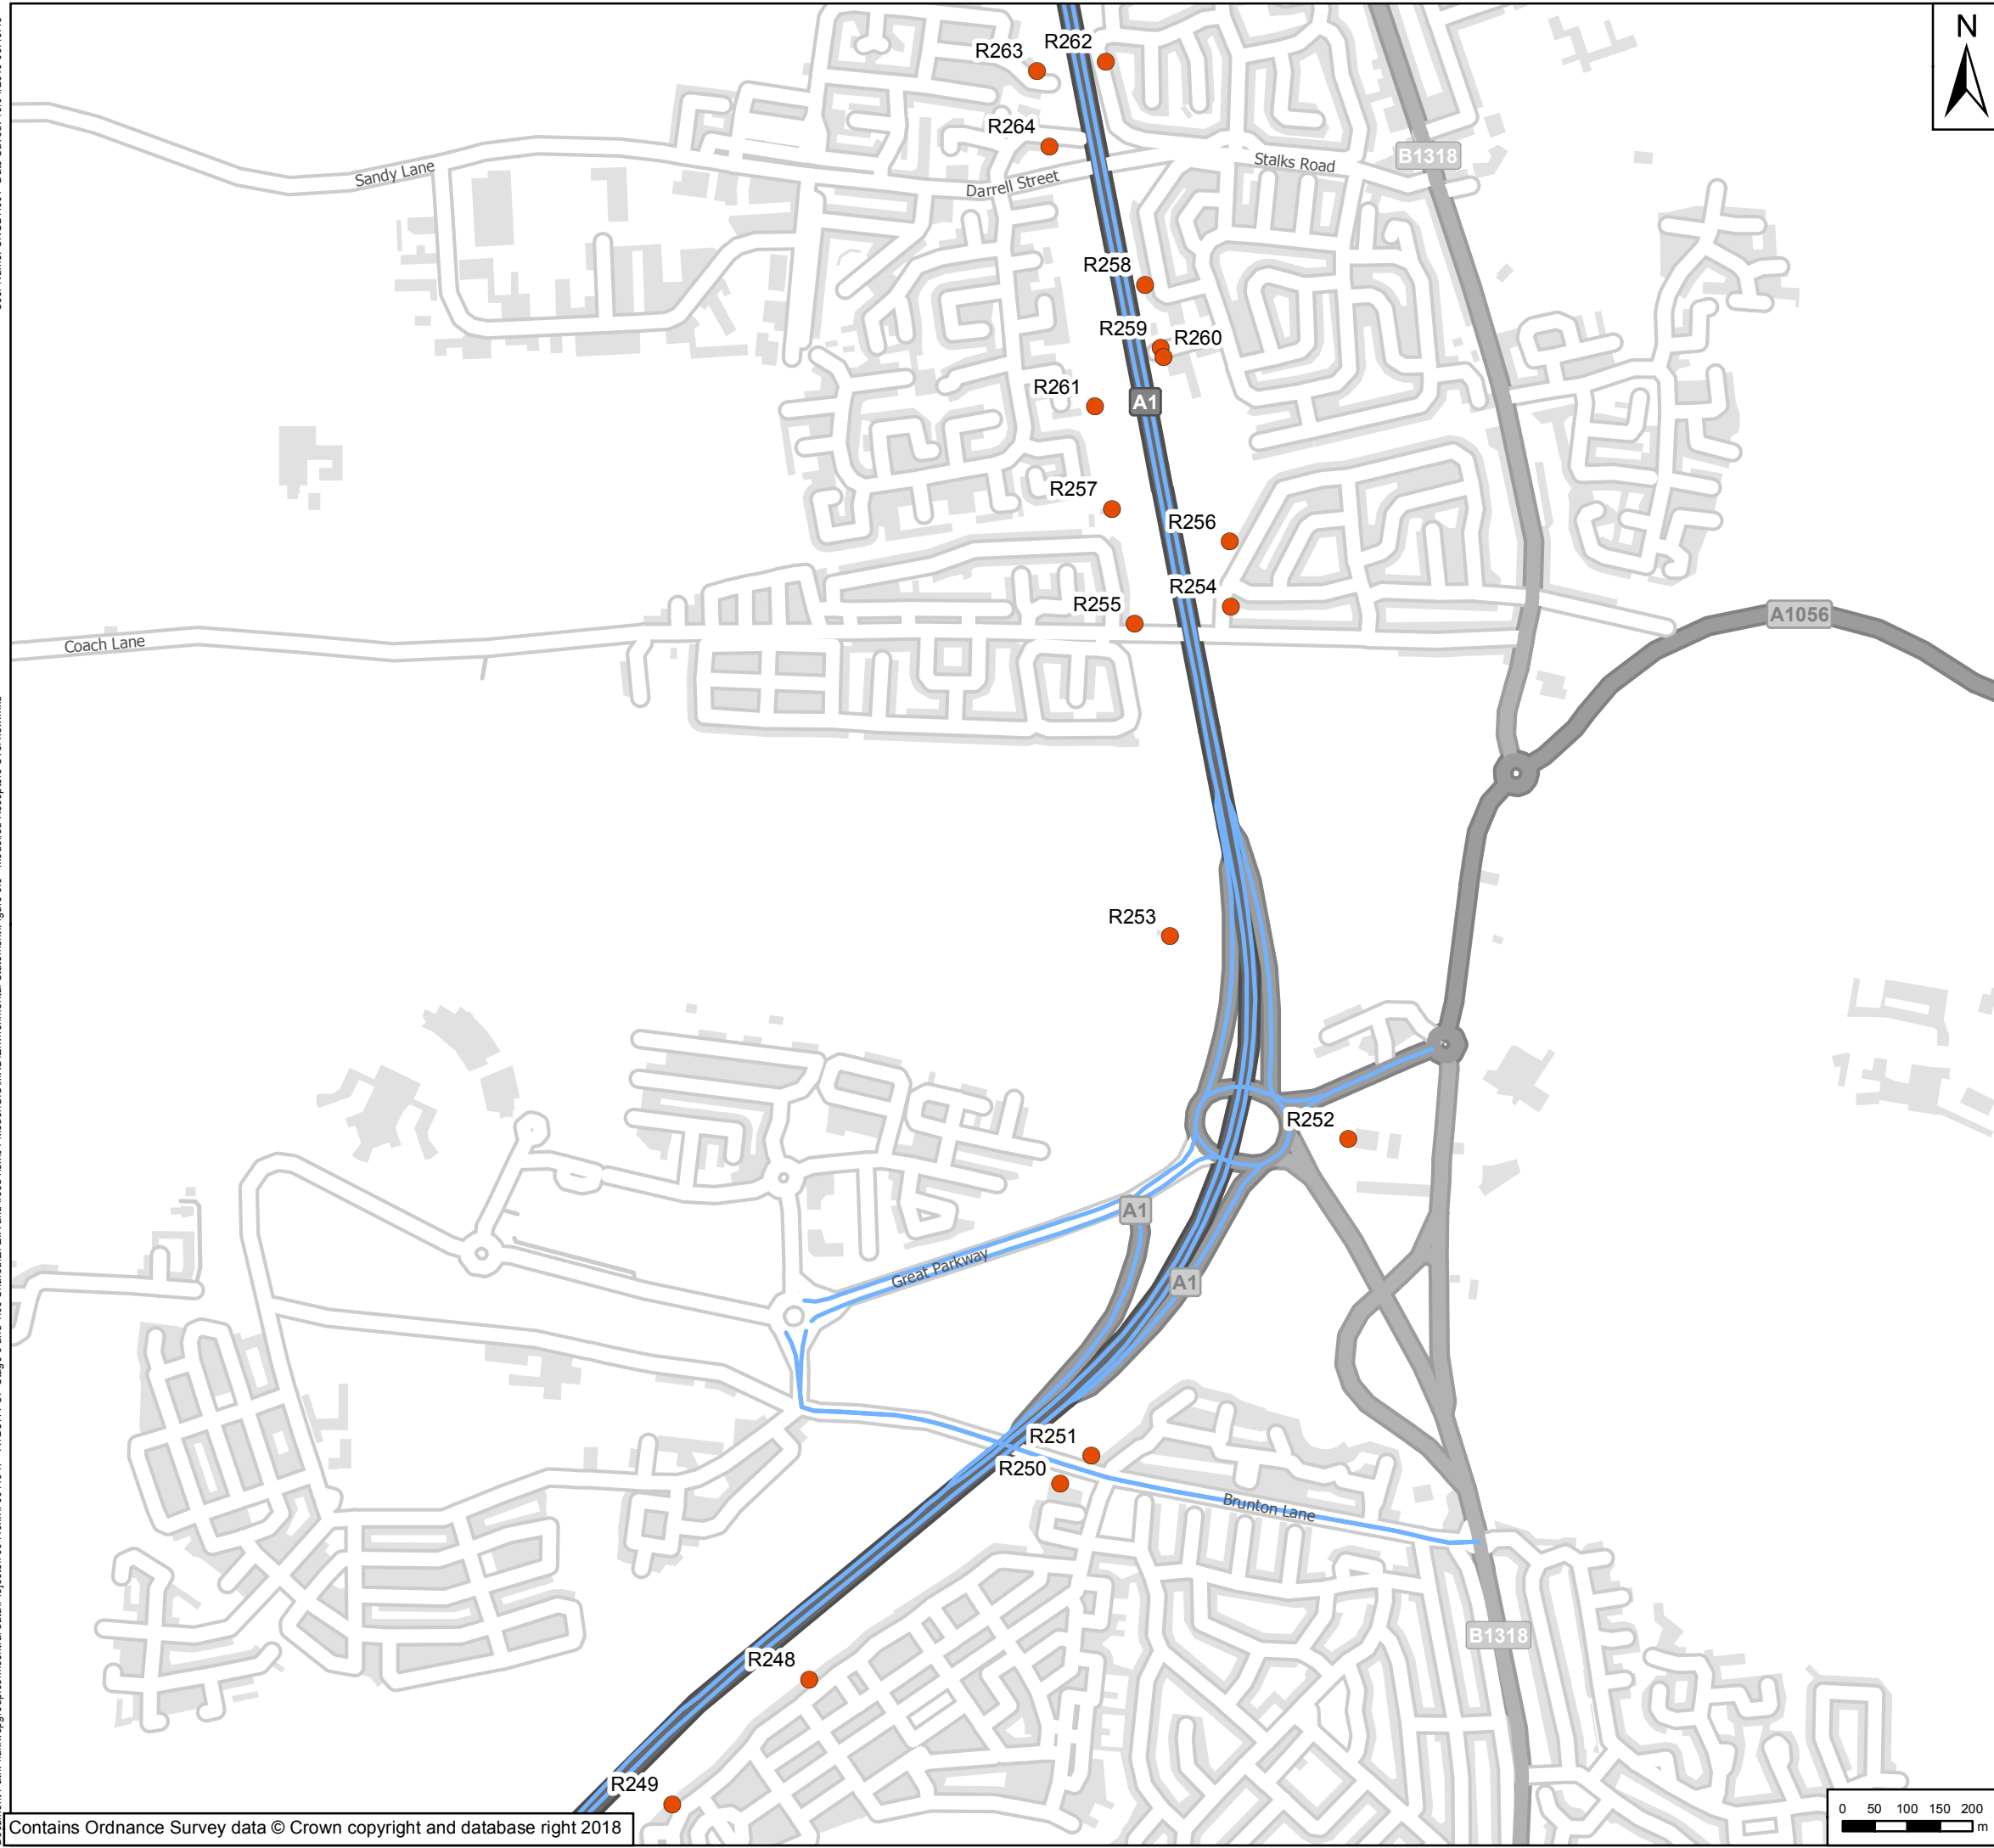 N
R263
R262
R264
B1318
Stalks Road
Sandy Lane
Darrell Street
R258
R259
R260
R261
A1
R257
R256
R254
R255
A1056
Coach Lane
R253
R252
A1
Great Parkway
A1
R251
R250
Brunton Lane
B1318
R248
R249
0 50 100 150 200
m
Contains Ordnance Survey data © Crown copyright and database right 2018